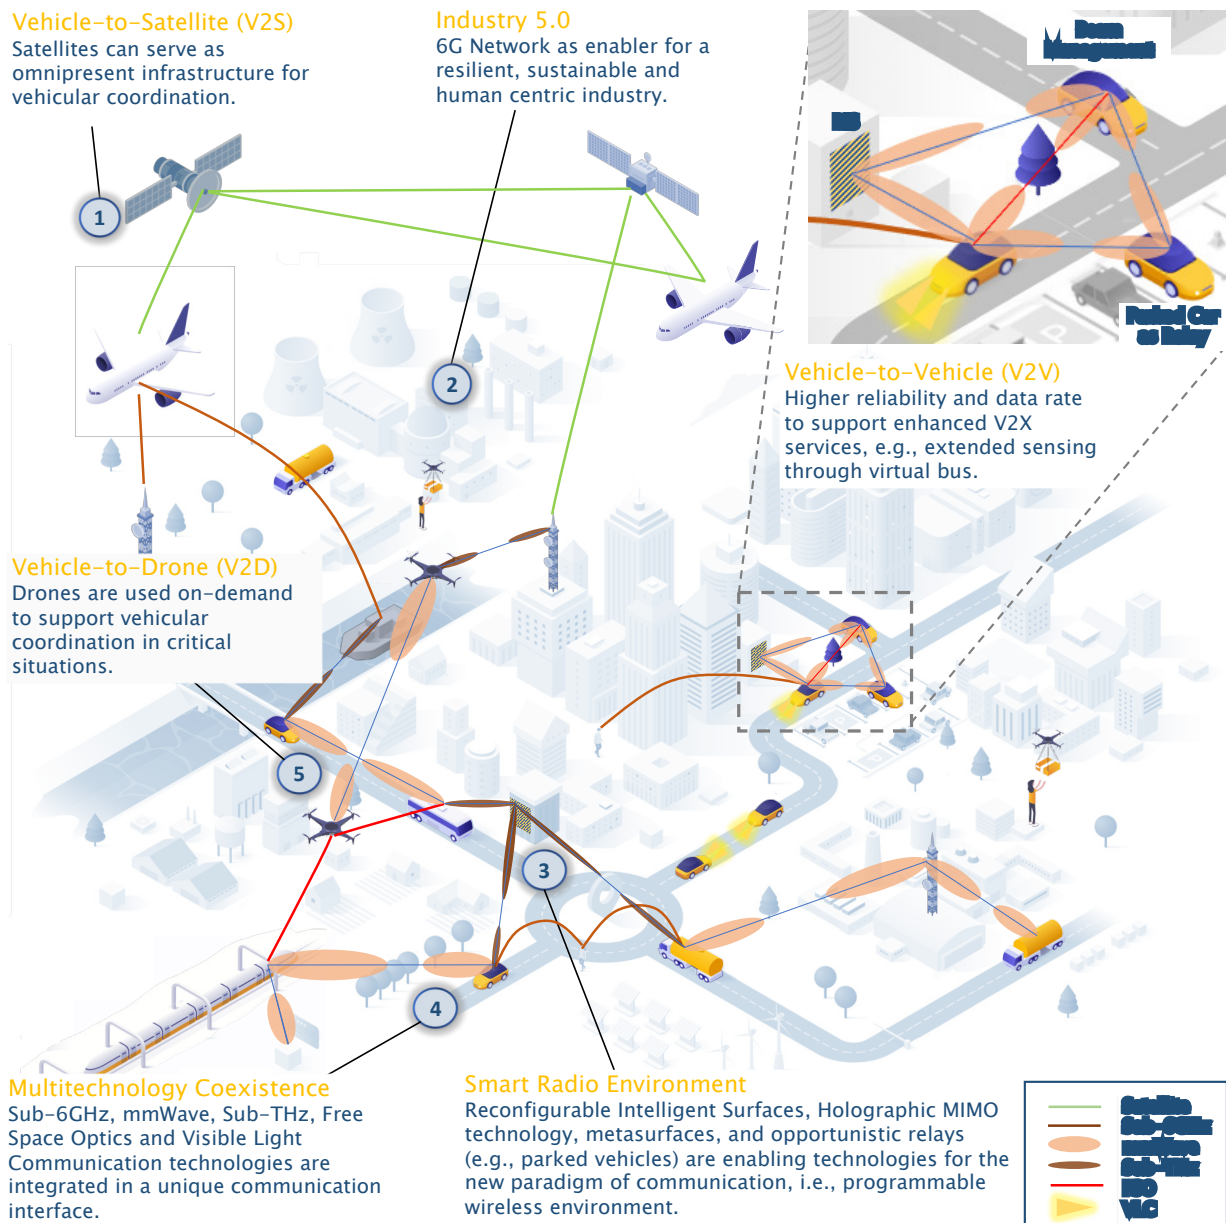 Vehicle-to-Satellite (V2S)
Satellites can serve as
omnipresent infrastructure for
vehicular coordination.
Industry 5.0
6G Network as enabler for a
resilient, sustainable and
human centric industry.
Beam
Management
RIS
Parked Car
as Relay
1
2
Vehicle-to-Vehicle (V2V)
Higher reliability and data rate
to support enhanced V2X
services, e.g., extended sensing
through virtual bus.
Vehicle-to-Drone (V2D)
Drones are used on-demand
to support vehicular
coordination in critical
situations.
5
3
4
P
Multitechnology Coexistence
Sub-6GHz, mmWave, Sub-THz, Free
Space Optics and Visible Light
Communication technologies are
integrated in a unique communication
interface.
Smart Radio Environment
Reconfigurable Intelligent Surfaces, Holographic MIMO
technology, metasurfaces, and opportunistic relays
(e.g., parked vehicles) are enabling technologies for the
new paradigm of communication, i.e., programmable
wireless environment.
Satellite
Sub-6GHz
mmWave
Sub-THz
FSO
VLC